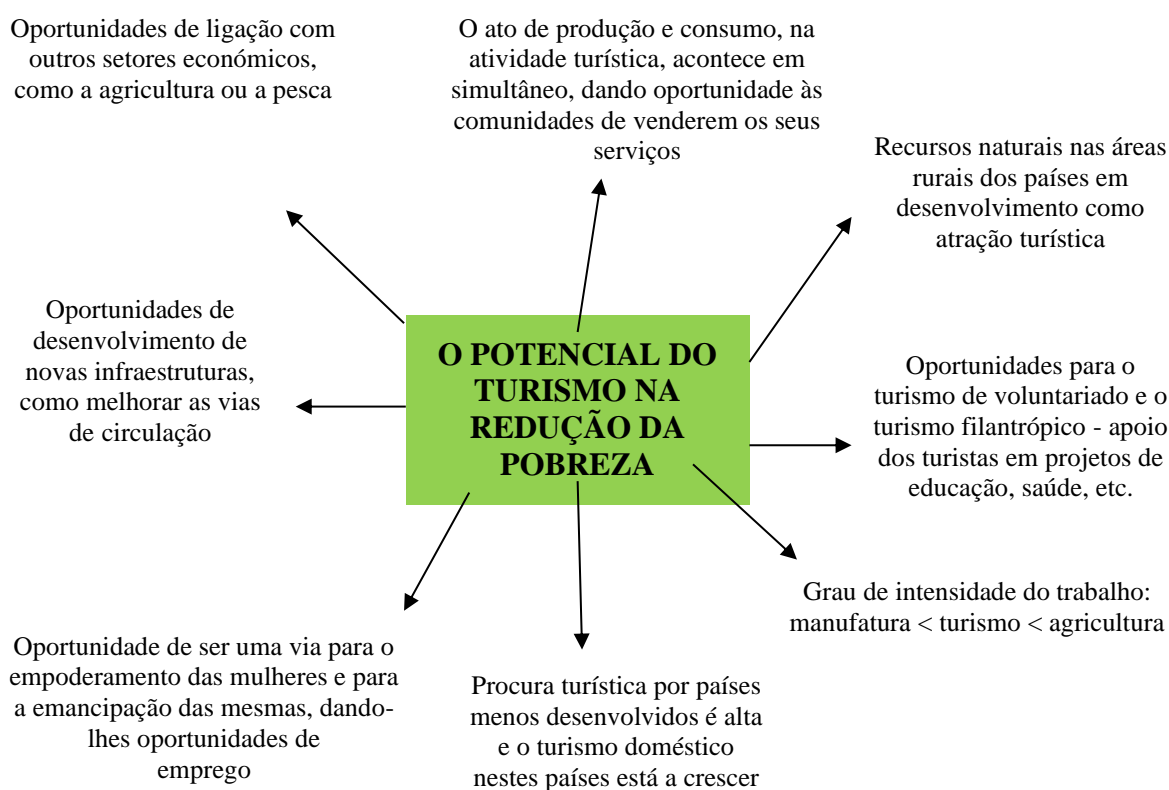 Oportunidades de ligação com
outros setores económicos,
como a agricultura ou a pesca
O ato de produção e consumo, na
atividade turística, acontece em
simultâneo, dando oportunidade às
comunidades de venderem os seus
serviços
Recursos naturais nas áreas
rurais dos países em
desenvolvimento como
atração turística
Oportunidades de
desenvolvimento de
novas infraestruturas,
como melhorar as vias
de circulação
O POTENCIAL DO
TURISMO NA
REDUÇÃO DA
POBREZA
Oportunidades para o
turismo de voluntariado e o
turismo filantrópico - apoio
dos turistas em projetos de
educação, saúde, etc.
Grau de intensidade do trabalho:
manufatura < turismo < agricultura
Oportunidade de ser uma via para o
empoderamento das mulheres e para
a emancipação das mesmas, dando-
lhes oportunidades de
emprego
Procura turística por países
menos desenvolvidos é alta
e o turismo doméstico
nestes países está a crescer